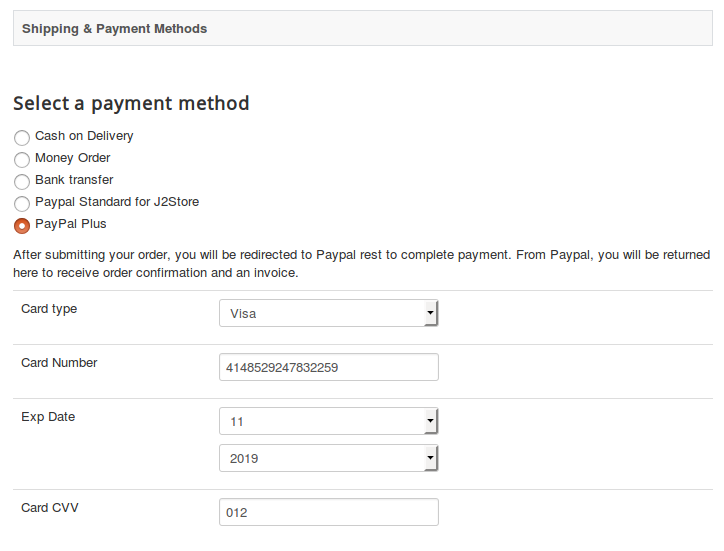 Shipping & Payment Methods
Select a payment method
Cash on Delivery
Money Order
Bank transfer
Paypal Standard for J2Store
PayPal Plus
After submitting your order, you will be redirected to Paypal rest to complete payment. From Paypal, you will be returned
here to receive order confirmation and an invoice.
Card type
Visa
Card Number
4148529247832259
Exp Date
11
2019
Card CVV
012